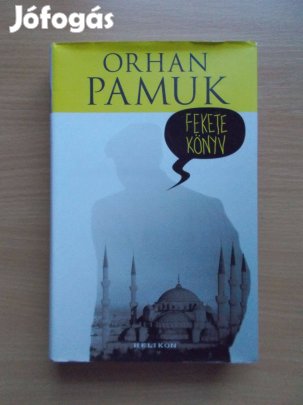 Jófogás
ORHAN
PAMUK
FEKETE
KÖNYV
HELIKON